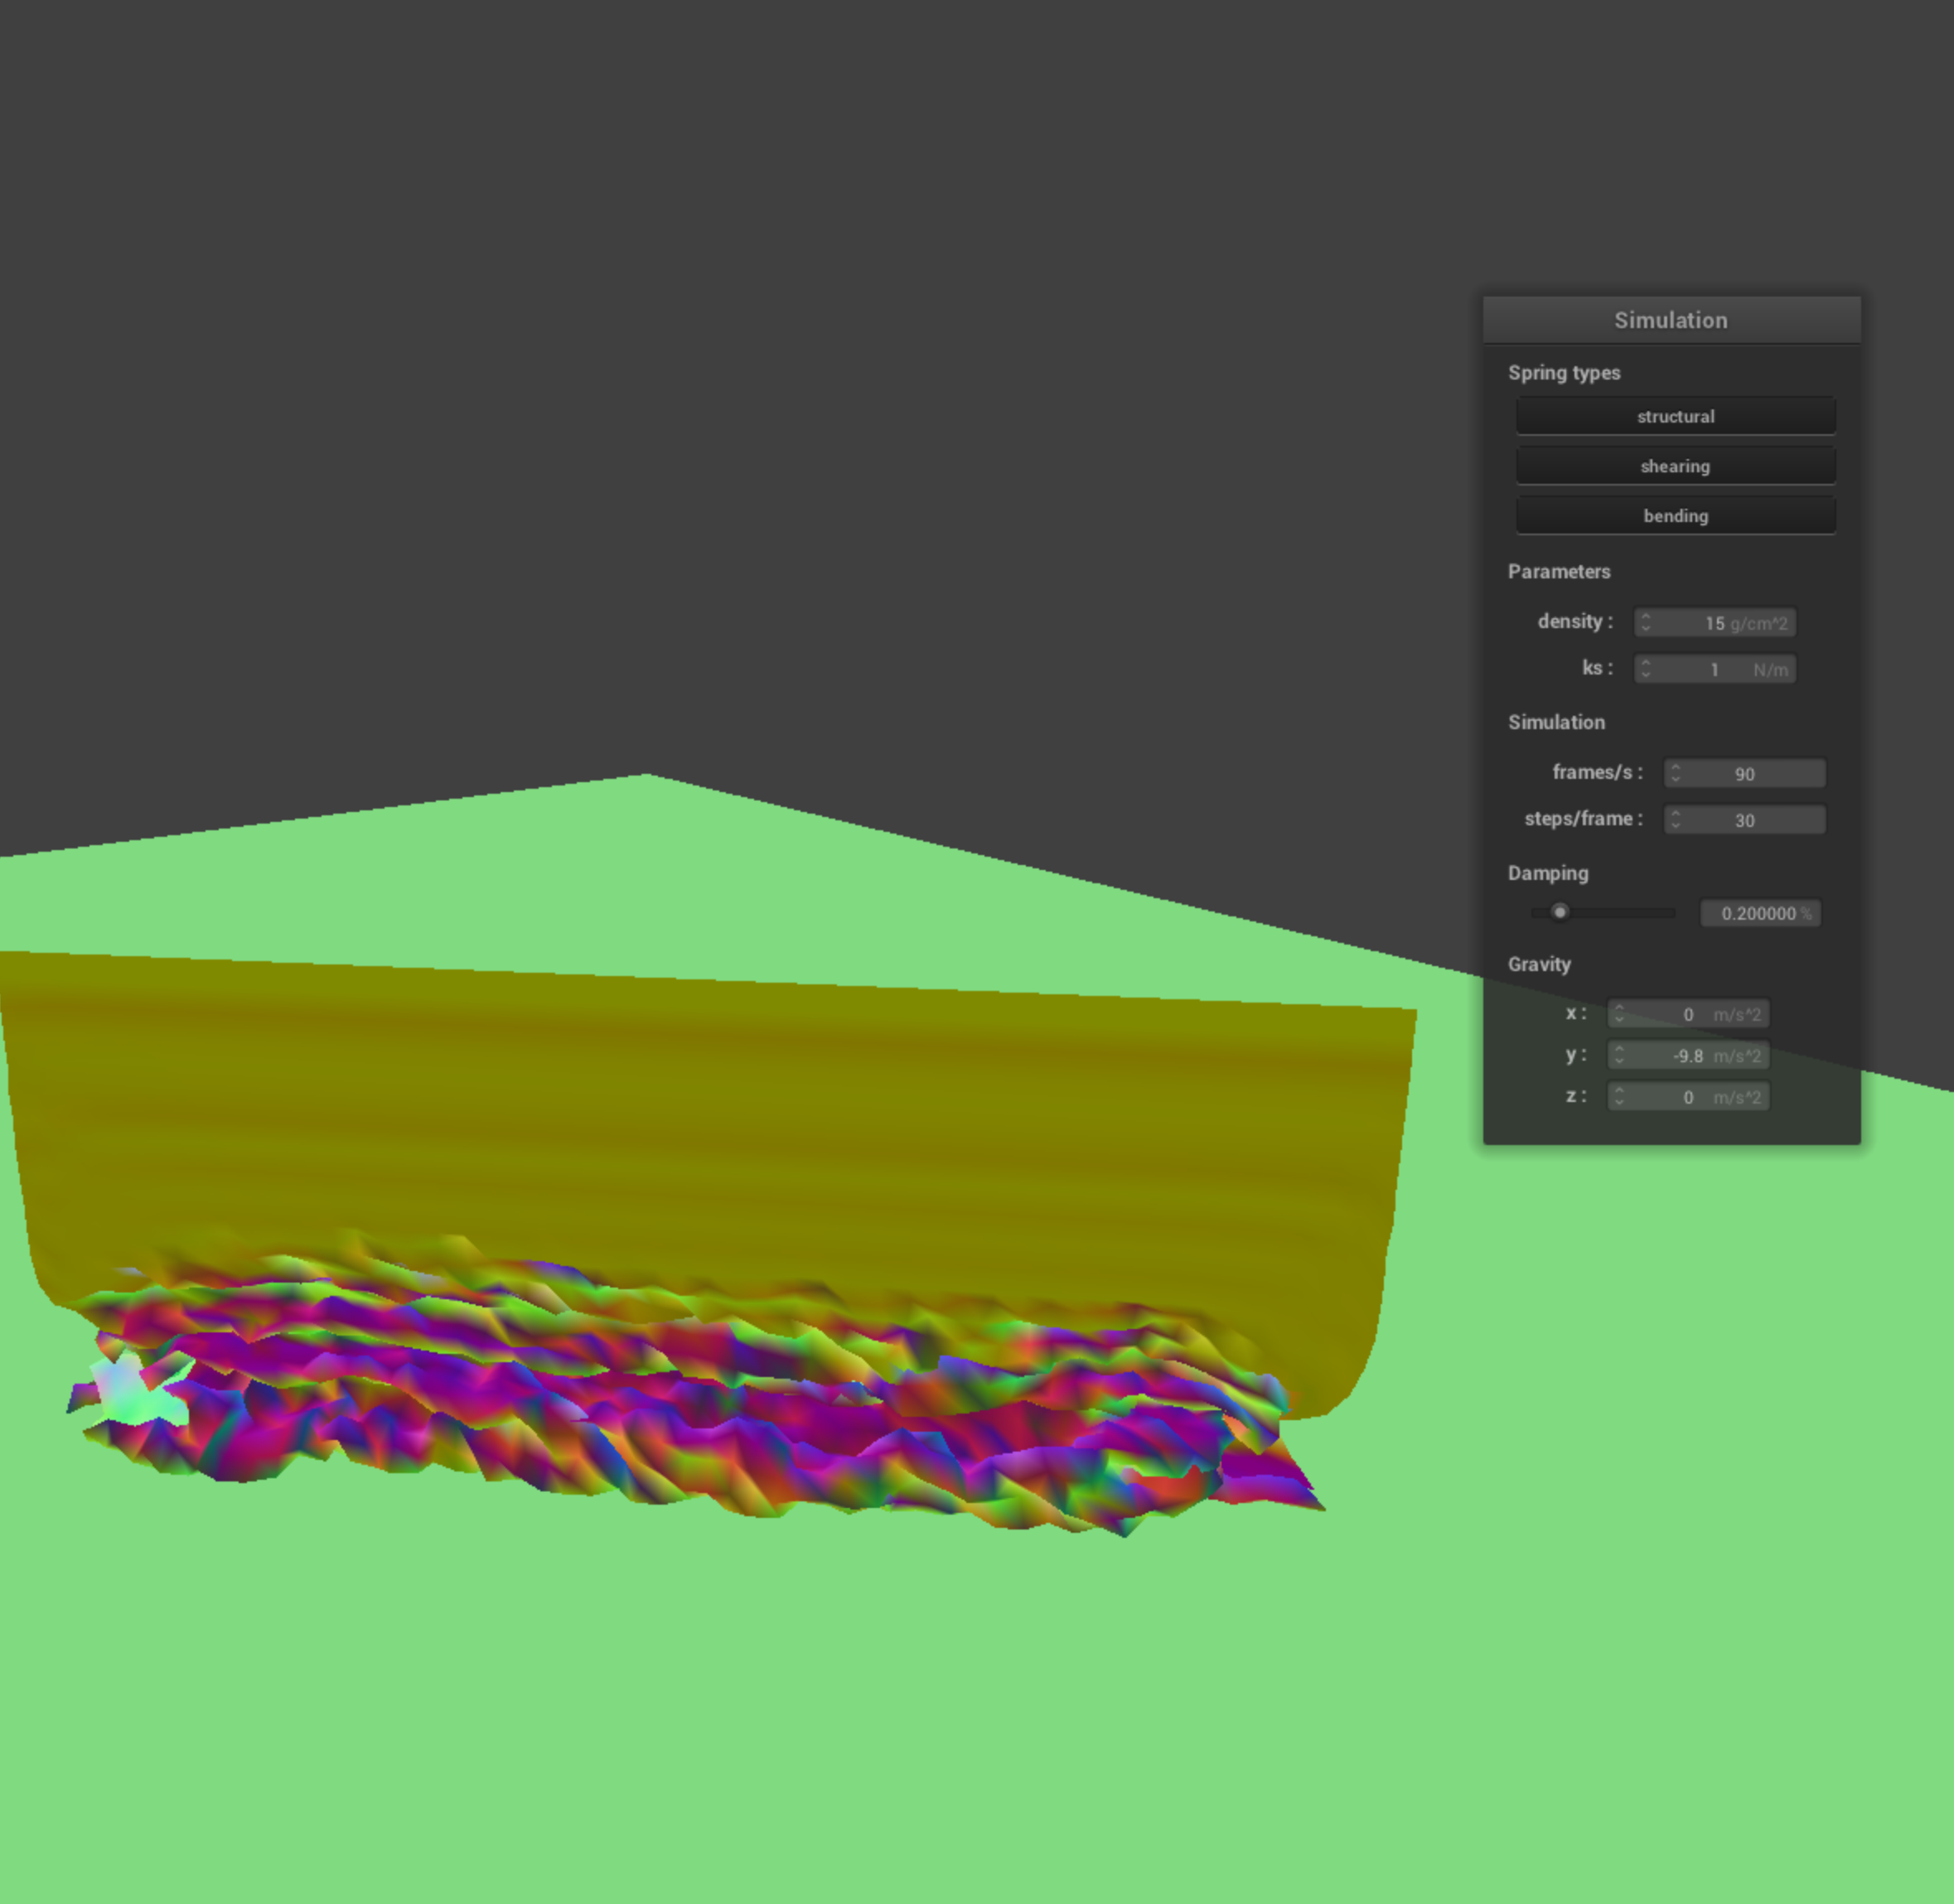 Simulation
Spring types
structural
shearing
bending
Parameters
density : 15 g/cm^2
ks : 1 N/m
Simulation
frames/s : 90
steps/frame : 30
Damping
0.200000 %
Gravity
x : 0 m/s^2
y : -9.8 m/s^2
z : 0 m/s^2